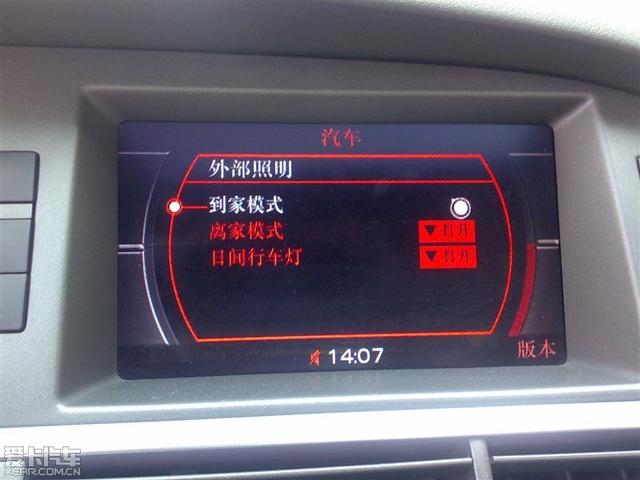 汽车
外部照明
到家模式
离家模式 ▼打开
日间行车灯 ▼打开
14:07
版本
爱卡汽车
XCAR.COM.CN